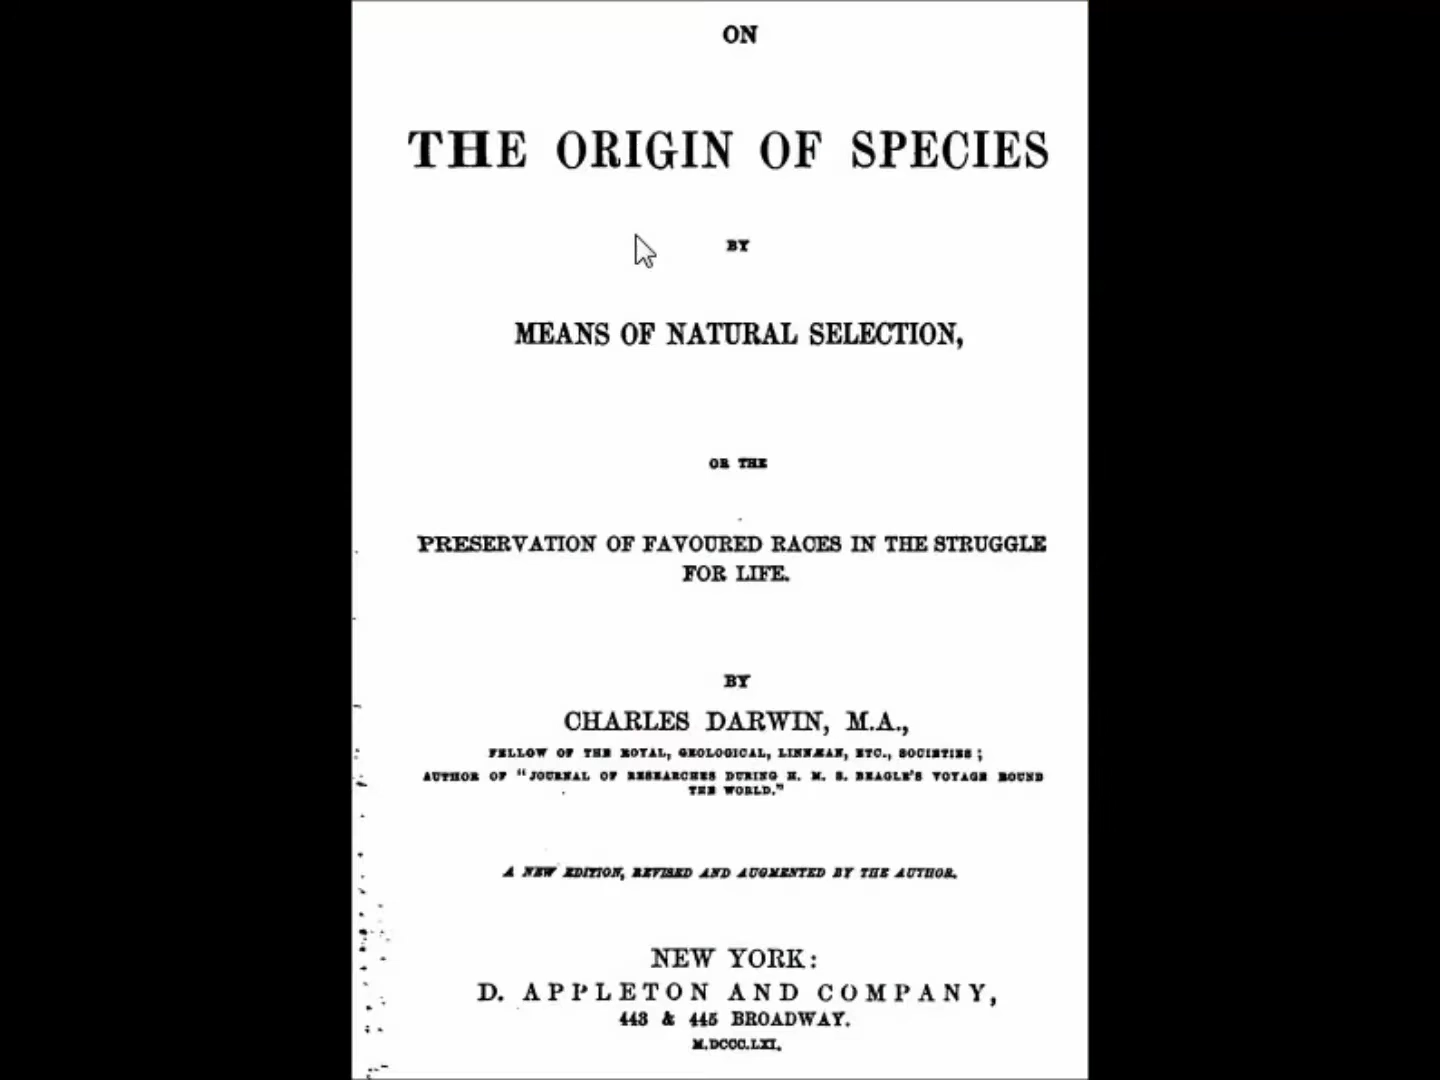 ON
THE ORIGIN OF SPECIES
BY
MEANS OF NATURAL SELECTION,
OR THE
PRESERVATION OF FAVOURED RACES IN THE STRUGGLE
FOR LIFE.
BY
CHARLES DARWIN, M.A.,
FELLOW OF THE ROYAL, GEOLOGICAL, LINNÆAN, ETC., SOCIETIES;
AUTHOR OF "JOURNAL OF RESEARCHES DURING H. M. S. BEAGLE'S VOYAGE ROUND
THE WORLD."
A NEW EDITION, REVISED AND AUGMENTED BY THE AUTHOR.
NEW YORK:
D. APPLETON AND COMPANY,
443 & 445 BROADWAY.
M.DCCC.LXI.